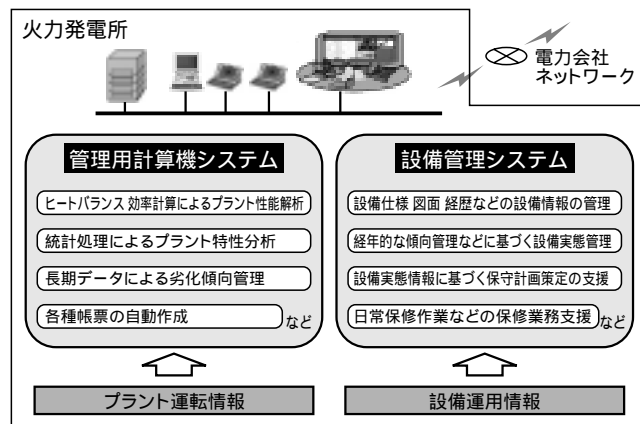 火力発電所
電力会社
ネットワーク
管理用計算機システム
ヒートバランス 効率計算によるプラント性能解析
統計処理によるプラント特性分析
長期データによる劣化傾向管理
各種帳票の自動作成
など
プラント運転情報
設備管理システム
設備仕様 図面 経歴などの設備情報の管理
経年的な傾向管理などに基づく設備実態管理
設備実態情報に基づく保守計画策定の支援
日常保修作業などの保修業務支援
など
設備運用情報